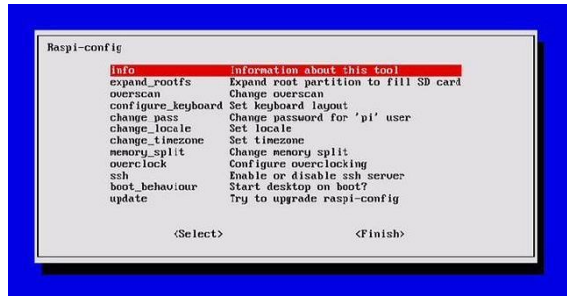 Raspi-config
info Information about this tool
expand_rootfs Expand root partition to fill SD card
overscan Change overscan
configure_keyboard Set keyboard layout
change_pass Change password for 'pi' user
change_locale Set locale
change_timezone Set timezone
memory_split Change memory split
overclock Configure overclocking
ssh Enable or disable ssh server
boot_behaviour Start desktop on boot?
update Try to upgrade raspi-config
<Select> <Finish>